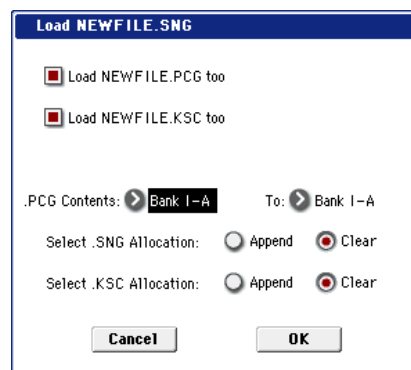 Load NEWFILE.SNG
Load NEWFILE.PCG too
Load NEWFILE.KSC too
.PCG Contents: Bank I-A To: Bank I-A
Select .SNG Allocation: Append Clear
Select .KSC Allocation: Append Clear
Cancel OK